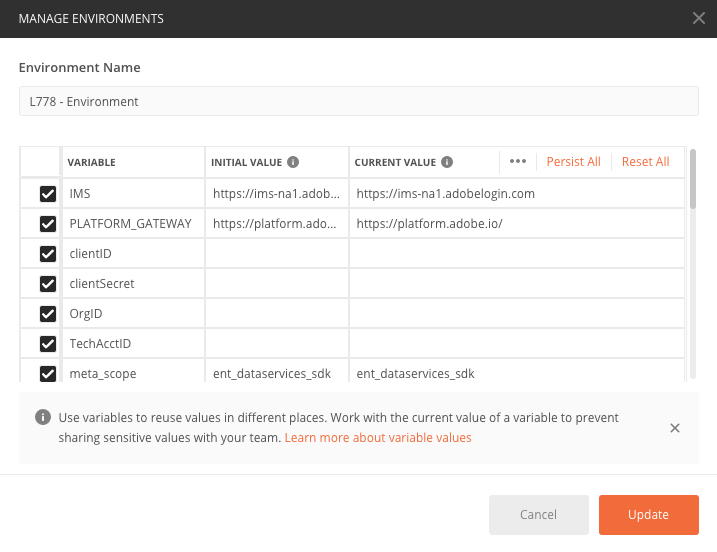 MANAGE ENVIRONMENTS
Environment Name
L778 - Environment
VARIABLE INITIAL VALUE CURRENT VALUE Persist All Reset All
IMS https://ims-na1.adob... https://ims-na1.adobelogin.com
PLATFORM_GATEWAY https://platform.ado... https://platform.adobe.io/
clientID
clientSecret
OrgID
TechAcctID
meta_scope ent_dataservices_sdk ent_dataservices_sdk
Use variables to reuse values in different places. Work with the current value of a variable to prevent
sharing sensitive values with your team. Learn more about variable values
Cancel Update